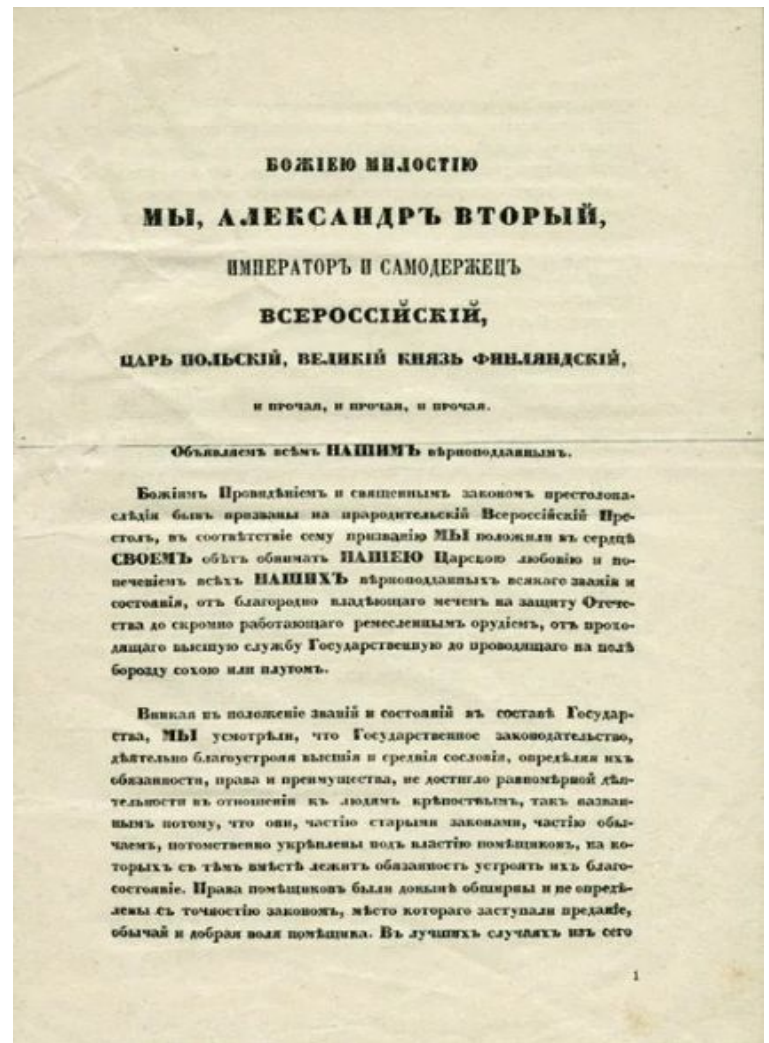 БОЖІЕЮ МИЛОСТІЮ
МЫ, АЛЕКСАНДРЪ ВТОРЫЙ,
ИМПЕРАТОРЪ И САМОДЕРЖЕЦЪ
ВСЕРОССІЙСКІЙ,
ЦАРЬ ПОЛЬСКІЙ, ВЕЛИКІЙ КНЯЗЬ ФИНЛЯНДСКІЙ,
и прочая, и прочая, и прочая.
Объявляемъ всѣмъ НАШИМЪ вѣрноподданнымъ.
Божіимъ Провидѣніемъ и священнымъ закономъ престолона-
слѣдія бывъ призваны на прародительскій Всероссійскій Пре-
столъ, въ соотвѣтствіе сему призванію МЫ положили въ сердцѣ
СВОЕМЪ обѣтъ обнимать НАШЕЮ Царскою любовію и по-
печеніемъ всѣхъ НАШИХЪ вѣрноподданныхъ всякаго званія и
состоянія, отъ благородно владѣющаго мечемъ на защиту Отече-
ства до скромно работающаго ремесленнымъ орудіемъ, отъ прохо-
дящаго высшую службу Государственную до проводящаго на полѣ
борозду сохою или плугомъ.
Вникая въ положеніе званій и состояній въ составѣ Государ-
ства, МЫ усмотрѣли, что Государственное законодательство,
дѣятельно благоустрояя высшія и среднія сословія, опредѣляя ихъ
обязанности, права и преимущества, не достигло равномѣрной дѣя-
тельности въ отношеніи къ людямъ крѣпостнымъ, такъ назван-
нымъ потому, что они, частію старыми законами, частію обы-
чаемъ, потомственно укрѣплены подъ властію помѣщиковъ, на ко-
торыхъ съ тѣмъ вмѣстѣ лежитъ обязанность устроять ихъ благо-
состояніе. Права помѣщиковъ были донынѣ обширны и не опредѣ-
лены съ точностію закономъ, мѣсто котораго заступали преданіе,
обычай и добрая воля помѣщика. Въ лучшихъ случаяхъ изъ сего
1